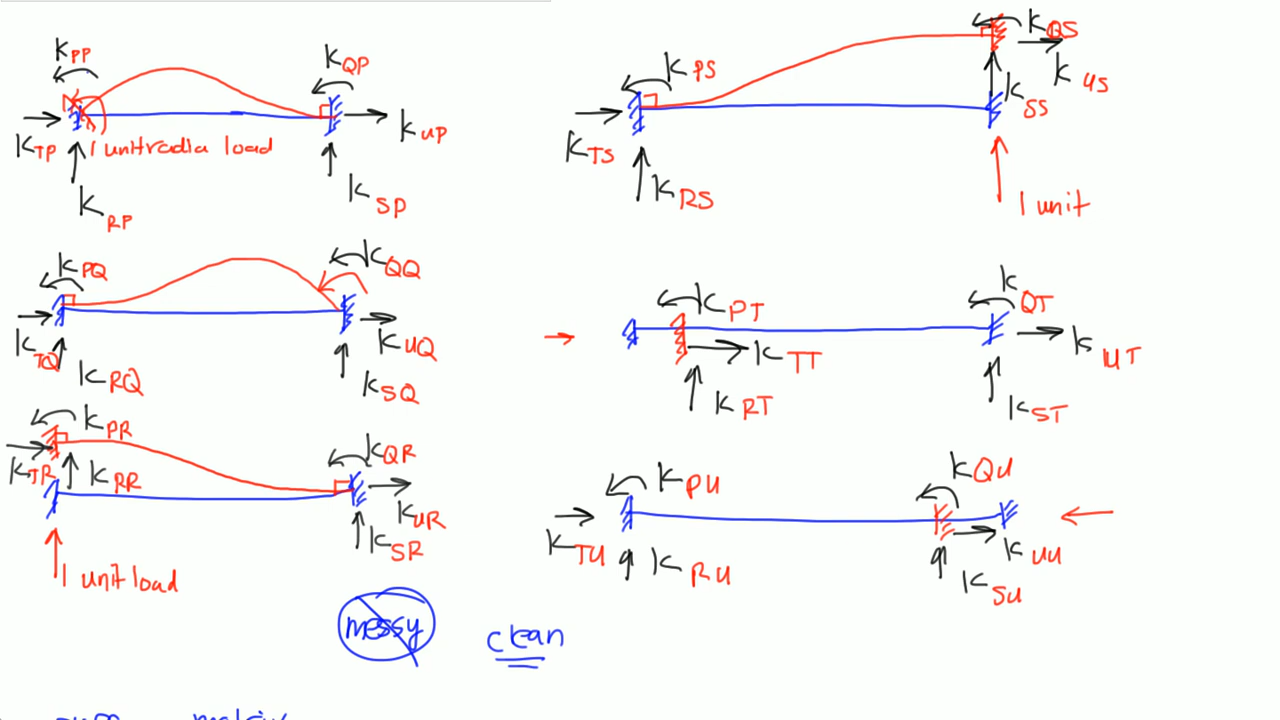 kPP
kQP
kTP
1 unit radia load
kUP
kRP
kSP
kPQ
kQQ
kTQ
kUQ
kRQ
kSQ
kPR
kQR
kTR
kRR
kUR
kSR
1 unit load
kQS
kPS
kUS
kSS
kTS
kRS
1 unit
kPT
kQT
kTT
kUT
kRT
kST
kPU
kQU
kTU
kRU
kUU
kSU
messy clean